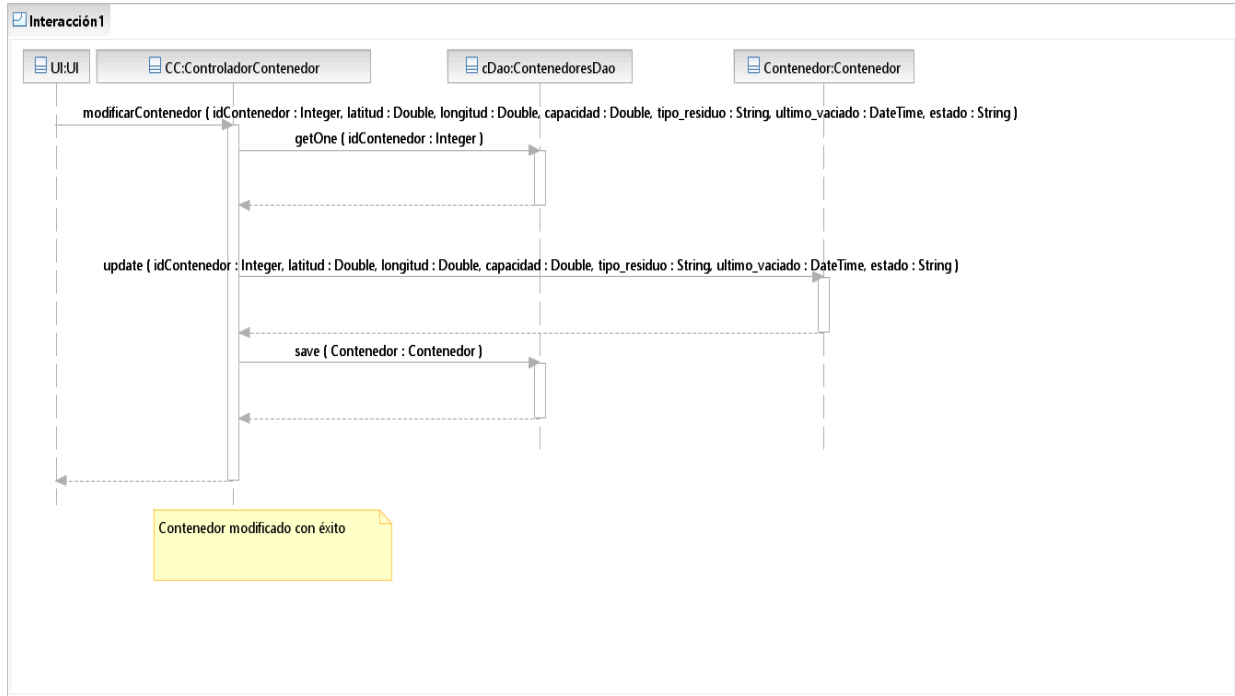 Interacción1
UI:UI
CC:ControladorContenedor
cDao:ContenedoresDao
Contenedor:Contenedor
modificarContenedor ( idContenedor : Integer, latitud : Double, longitud : Double, capacidad : Double, tipo_residuo : String, ultimo_vaciado : DateTime, estado : String )
getOne ( idContenedor : Integer )
update ( idContenedor : Integer, latitud : Double, longitud : Double, capacidad : Double, tipo_residuo : String, ultimo_vaciado : DateTime, estado : String )
save ( Contenedor : Contenedor )
Contenedor modificado con éxito